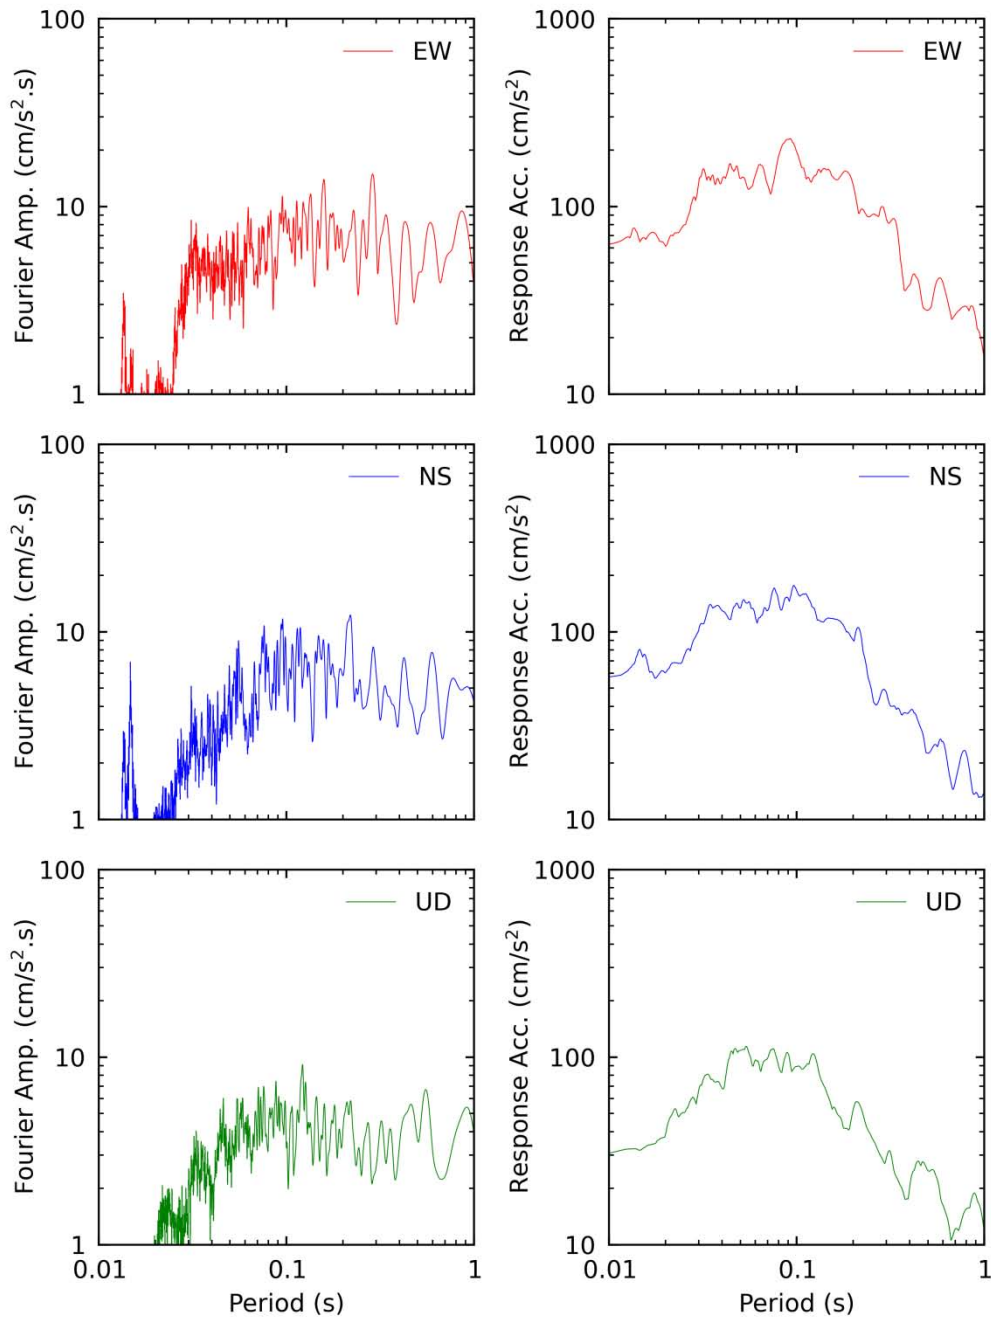 100
10
1
Fourier Amp. (cm/s².s)
EW
1000
100
10
Response Acc. (cm/s²)
EW
100
10
1
Fourier Amp. (cm/s².s)
NS
1000
100
10
Response Acc. (cm/s²)
NS
100
10
1
Fourier Amp. (cm/s².s)
UD
0.01 0.1 1
Period (s)
1000
100
10
Response Acc. (cm/s²)
UD
0.01 0.1 1
Period (s)